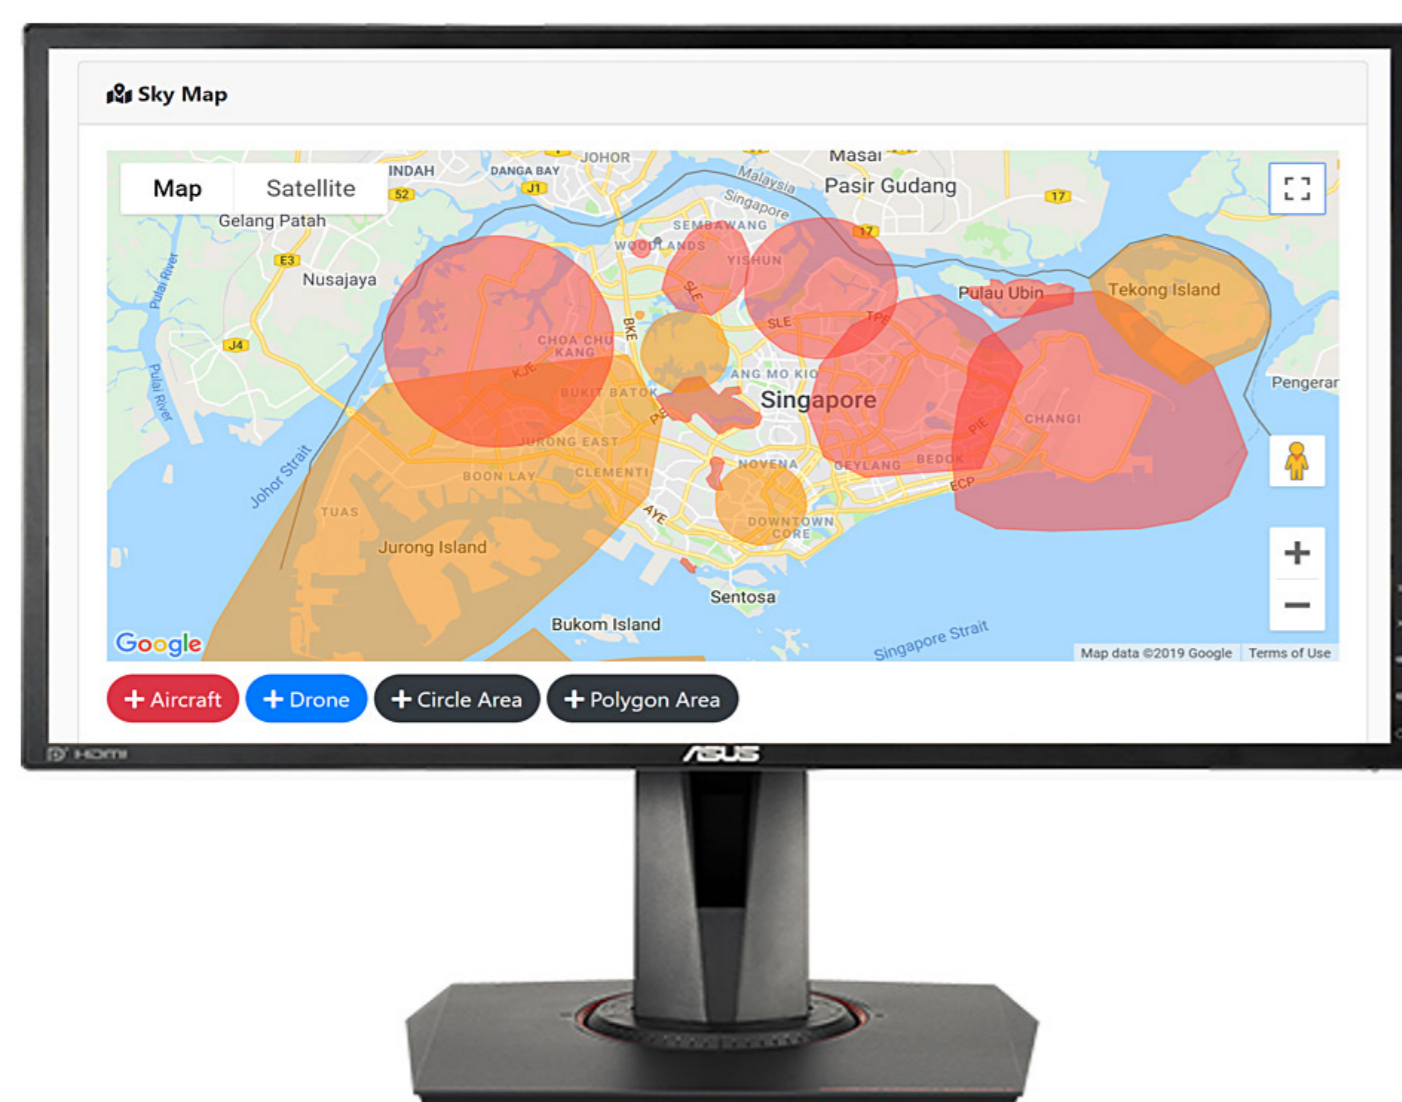 Sky Map
Map
Satellite
INDAH
52
DANGA BAY
J1
JOHOR
Masai
Pasir Gudang
17
17
Malaysia
Singapore
Gelang Patah
E3
Nusajaya
J4
Pulai River
Pulai River
Johor Strait
SEMBAWANG
WOODLANDS
YISHUN
SLE
SLE
TPE
BKE
CHOA CHU
KANG
KJE
BUKIT BATOK
PIE
ANG MO KIO
Singapore
Pulau Ubin
Tekong Island
Pengerar
CHANGI
PIE
BEDOK
GEYLANG
ECP
NOVENA
JURONG EAST
CLEMENTI
BOON LAY
TUAS
AYE
DOWNTOWN
CORE
Jurong Island
Sentosa
Bukom Island
Singapore Strait
Google
Map data ©2019 Google
Terms of Use
+ Aircraft
+ Drone
+ Circle Area
+ Polygon Area
HDMI
ASUS